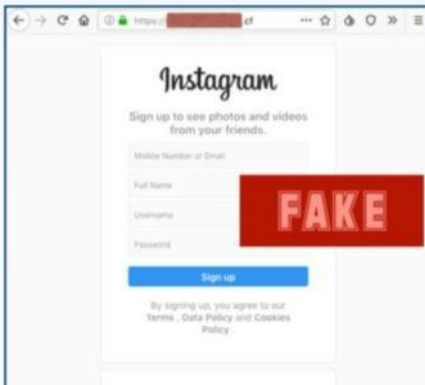 https://
.cf
Instagram
Sign up to see photos and videos
from your friends.
Mobile Number or Email
Full Name
Username
Password
FAKE
Sign up
By signing up, you agree to our
Terms , Data Policy and Cookies
Policy .